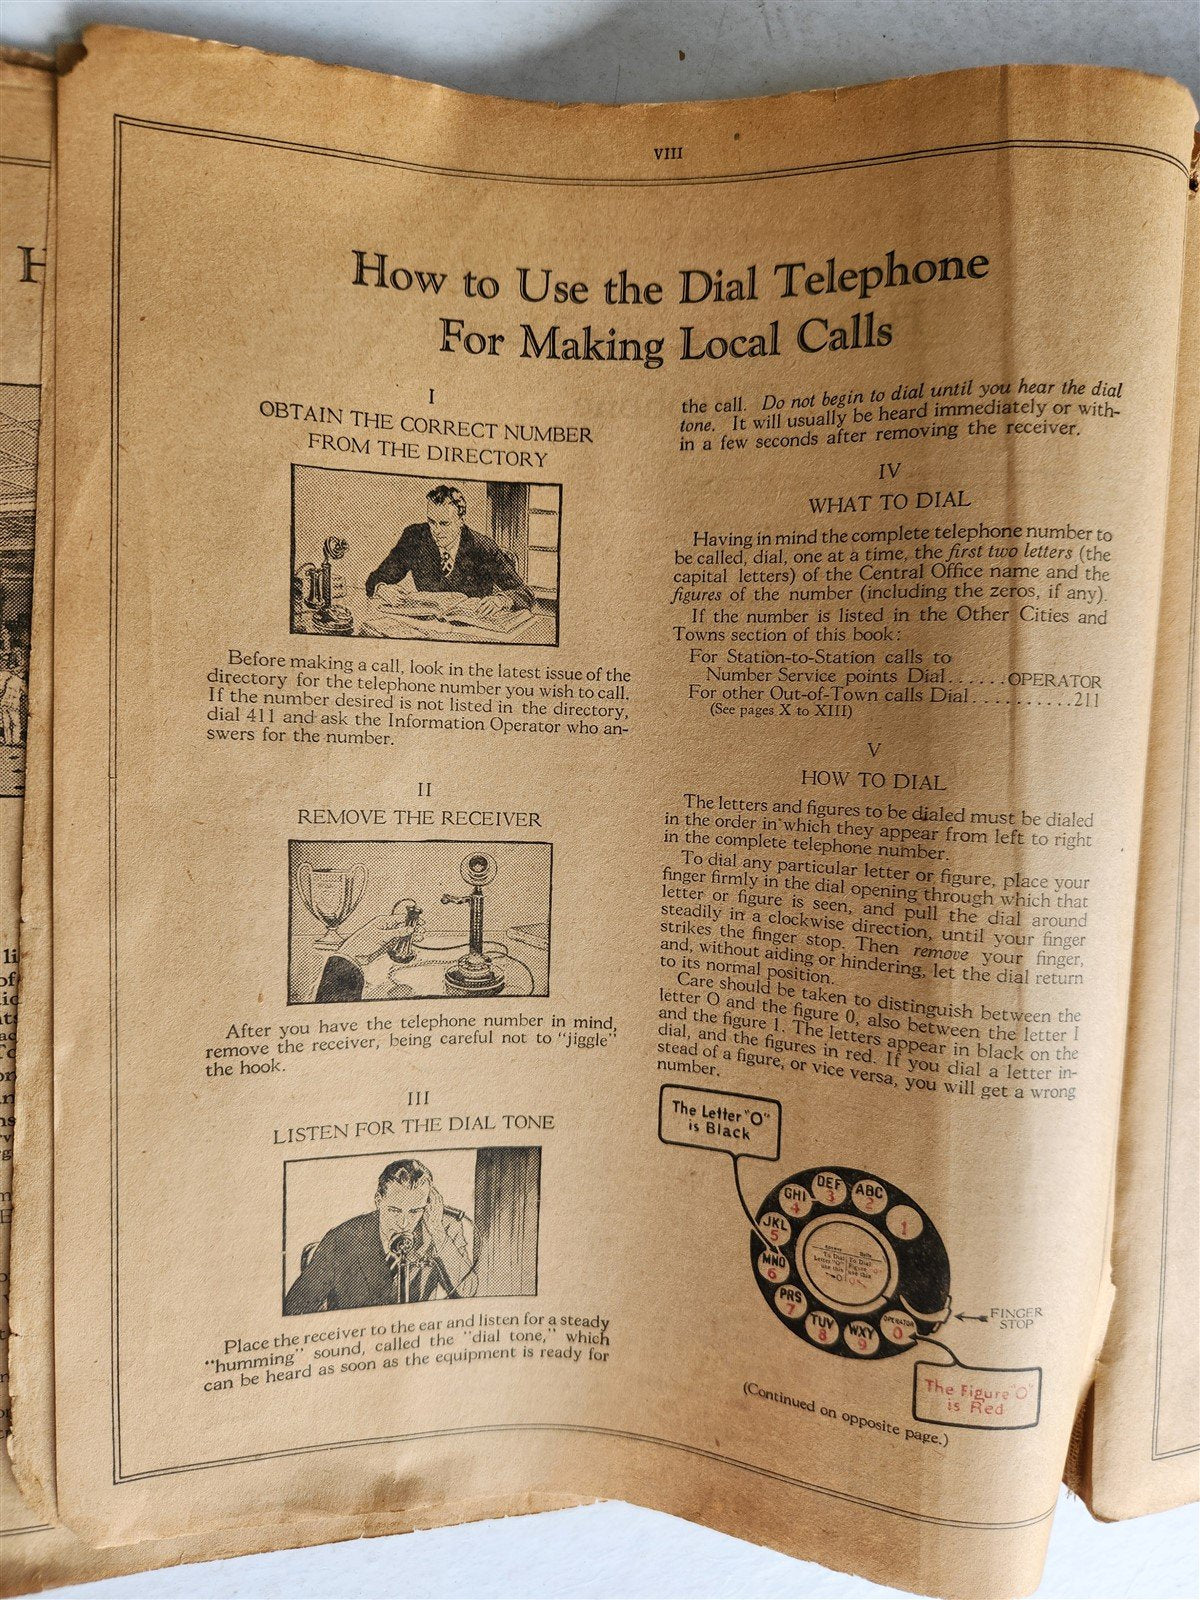 VIII
How to Use the Dial Telephone
For Making Local Calls
I
OBTAIN THE CORRECT NUMBER
FROM THE DIRECTORY
Before making a call, look in the latest issue of the
directory for the telephone number you wish to call.
If the number desired is not listed in the directory,
dial 411 and ask the Information Operator who an-
swers for the number.
II
REMOVE THE RECEIVER
After you have the telephone number in mind,
remove the receiver, being careful not to "jiggle"
the hook.
III
LISTEN FOR THE DIAL TONE
Place the receiver to the ear and listen for a steady
"humming" sound, called the "dial tone," which
can be heard as soon as the equipment is ready for
the call. Do not begin to dial until you hear the dial
tone. It will usually be heard immediately or with-
in a few seconds after removing the receiver.
IV
WHAT TO DIAL
Having in mind the complete telephone number to
be called, dial, one at a time, the first two letters (the
capital letters) of the Central Office name and the
figures of the number (including the zeros, if any).
If the number is listed in the Other Cities and
Towns section of this book:
For Station-to-Station calls to
Number Service points Dial......OPERATOR
For other Out-of-Town calls Dial..........211
(See pages X to XIII)
V
HOW TO DIAL
The letters and figures to be dialed must be dialed
in the order in which they appear from left to right
in the complete telephone number.
To dial any particular letter or figure, place your
finger firmly in the dial opening through which that
letter or figure is seen, and pull the dial around
steadily in a clockwise direction, until your finger
strikes the finger stop. Then remove your finger,
and, without aiding or hindering, let the dial return
to its normal position.
Care should be taken to distinguish between the
letter O and the figure 0, also between the letter I
and the figure 1. The letters appear in black on the
dial, and the figures in red. If you dial a letter in-
stead of a figure, or vice versa, you will get a wrong
number.
The Letter "O"
is Black
ABC
2
DEF
3
GHI
4
JKL
5
MNO
6
PRS
7
TUV
8
WXY
9
OPERATOR
0
1
To Dial To Dial
Letter "O" Figure "O"
use this use this
FINGER
STOP
The Figure "O"
is Red
(Continued on opposite page.)